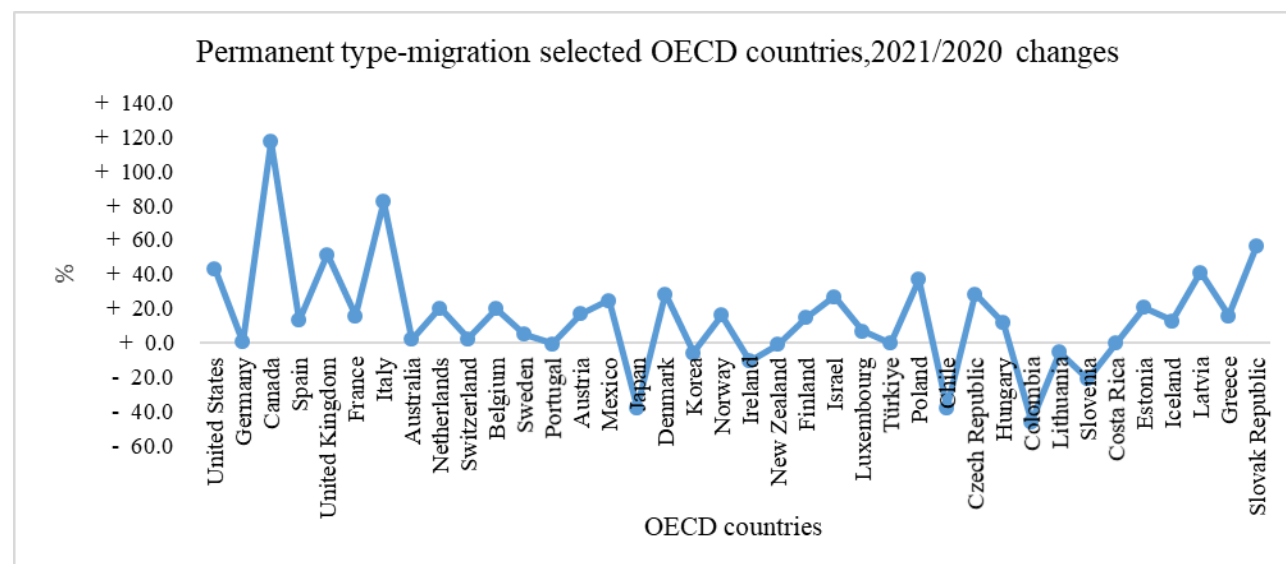 Permanent type-migration selected OECD countries,2021/2020 changes
+ 140.0
+ 120.0
+ 100.0
+ 80.0
+ 60.0
+ 40.0
+ 20.0
+ 0.0
- 20.0
- 40.0
- 60.0
%
United States
Germany
Canada
Spain
United Kingdom
France
Italy
Australia
Netherlands
Switzerland
Belgium
Sweden
Portugal
Austria
Mexico
Japan
Denmark
Korea
Norway
Ireland
New Zealand
Finland
Israel
Luxembourg
Türkiye
Poland
Chile
Czech Republic
Hungary
Colombia
Lithuania
Slovenia
Costa Rica
Estonia
Iceland
Latvia
Greece
Slovak Republic
OECD countries